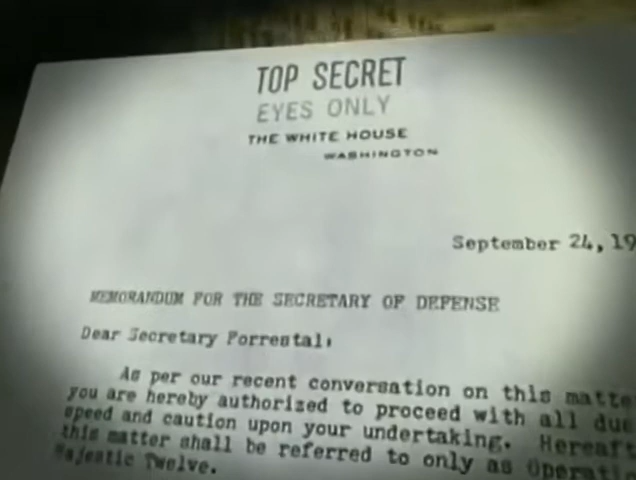 TOP SECRET
EYES ONLY
THE WHITE HOUSE
WASHINGTON
September 24, 19
MEMORANDUM FOR THE SECRETARY OF DEFENSE
Dear Secretary Forrestal:
As per our recent conversation on this matte
you are hereby authorized to proceed with all due
speed and caution upon your undertaking. Hereaft
this matter shall be referred to only as Operatio
Majestic Twelve.